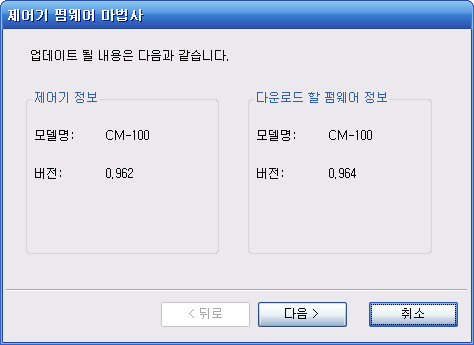 제어기 펌웨어 마법사
업데이트 될 내용은 다음과 같습니다.
제어기 정보
모델명: CM-100
버전: 0.962
다운로드 할 펌웨어 정보
모델명: CM-100
버전: 0.964
< 뒤로 다음 > 취소